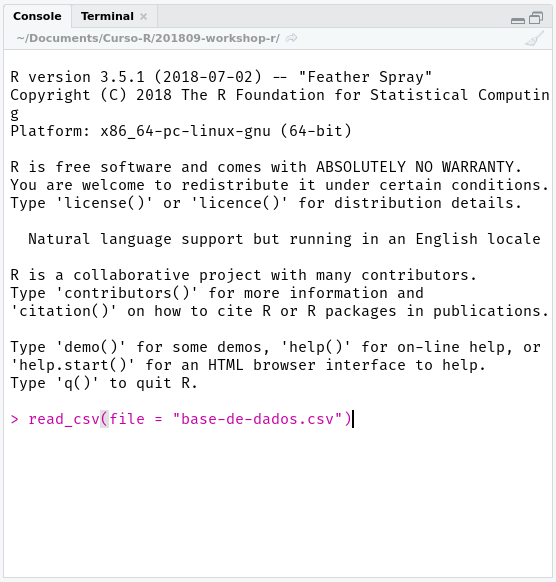 Console Terminal
~/Documents/Curso-R/201809-workshop-r/
R version 3.5.1 (2018-07-02) -- "Feather Spray"
Copyright (C) 2018 The R Foundation for Statistical Computin
g
Platform: x86_64-pc-linux-gnu (64-bit)
R is free software and comes with ABSOLUTELY NO WARRANTY.
You are welcome to redistribute it under certain conditions.
Type 'license()' or 'licence()' for distribution details.
Natural language support but running in an English locale
R is a collaborative project with many contributors.
Type 'contributors()' for more information and
'citation()' on how to cite R or R packages in publications.
Type 'demo()' for some demos, 'help()' for on-line help, or
'help.start()' for an HTML browser interface to help.
Type 'q()' to quit R.
> read_csv(file = "base-de-dados.csv")